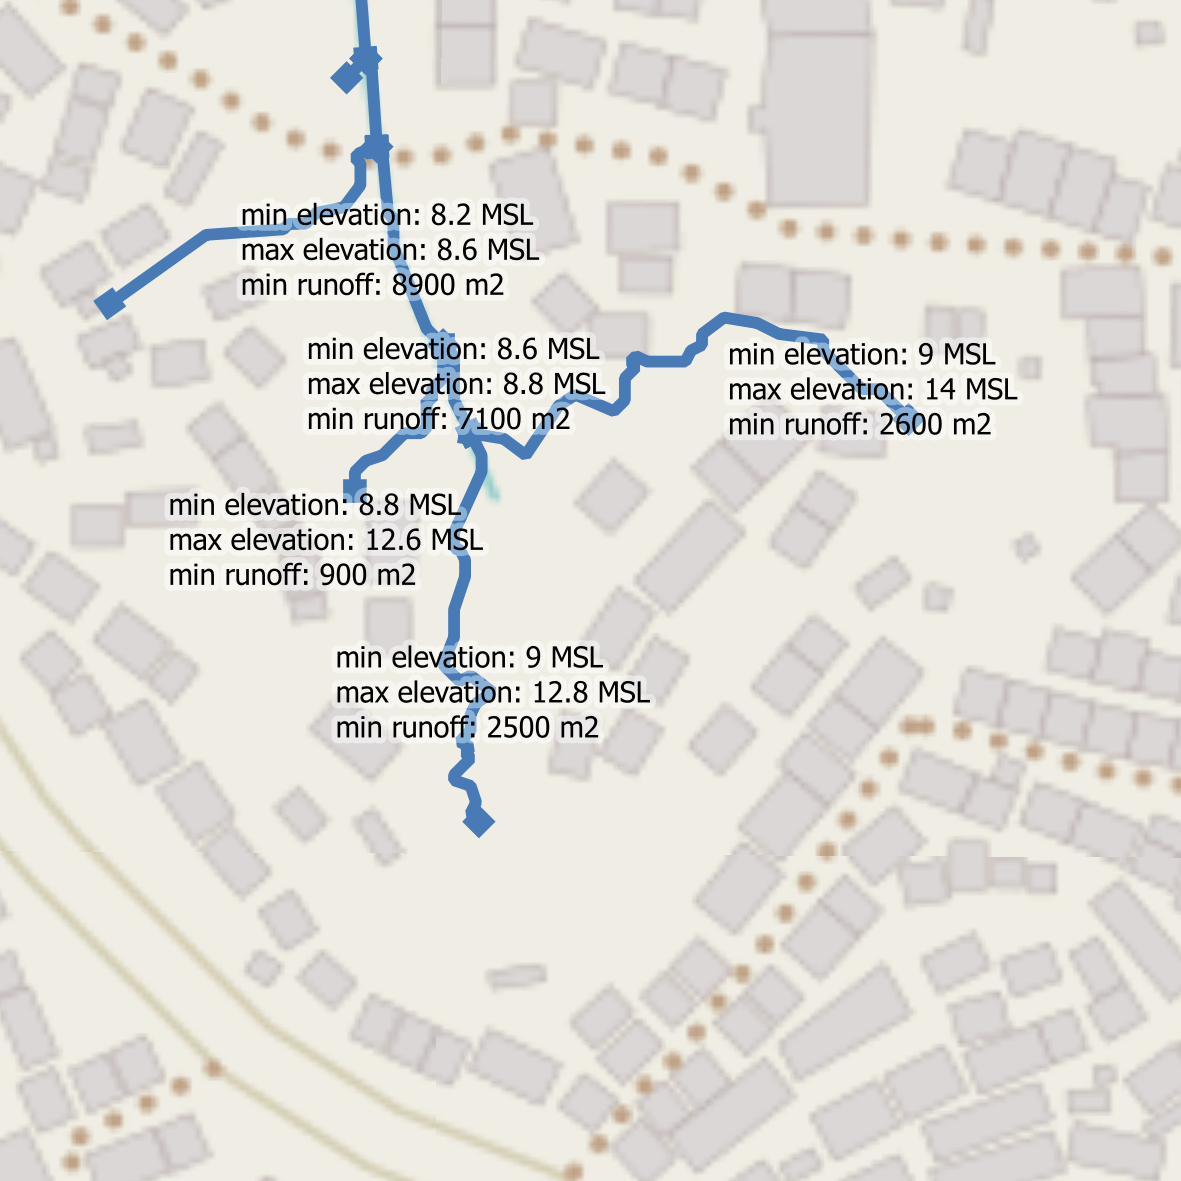 min elevation: 8.2 MSL
max elevation: 8.6 MSL
min runoff: 8900 m2
min elevation: 8.6 MSL
max elevation: 8.8 MSL
min runoff: 7100 m2
min elevation: 9 MSL
max elevation: 14 MSL
min runoff: 2600 m2
min elevation: 8.8 MSL
max elevation: 12.6 MSL
min runoff: 900 m2
min elevation: 9 MSL
max elevation: 12.8 MSL
min runoff: 2500 m2